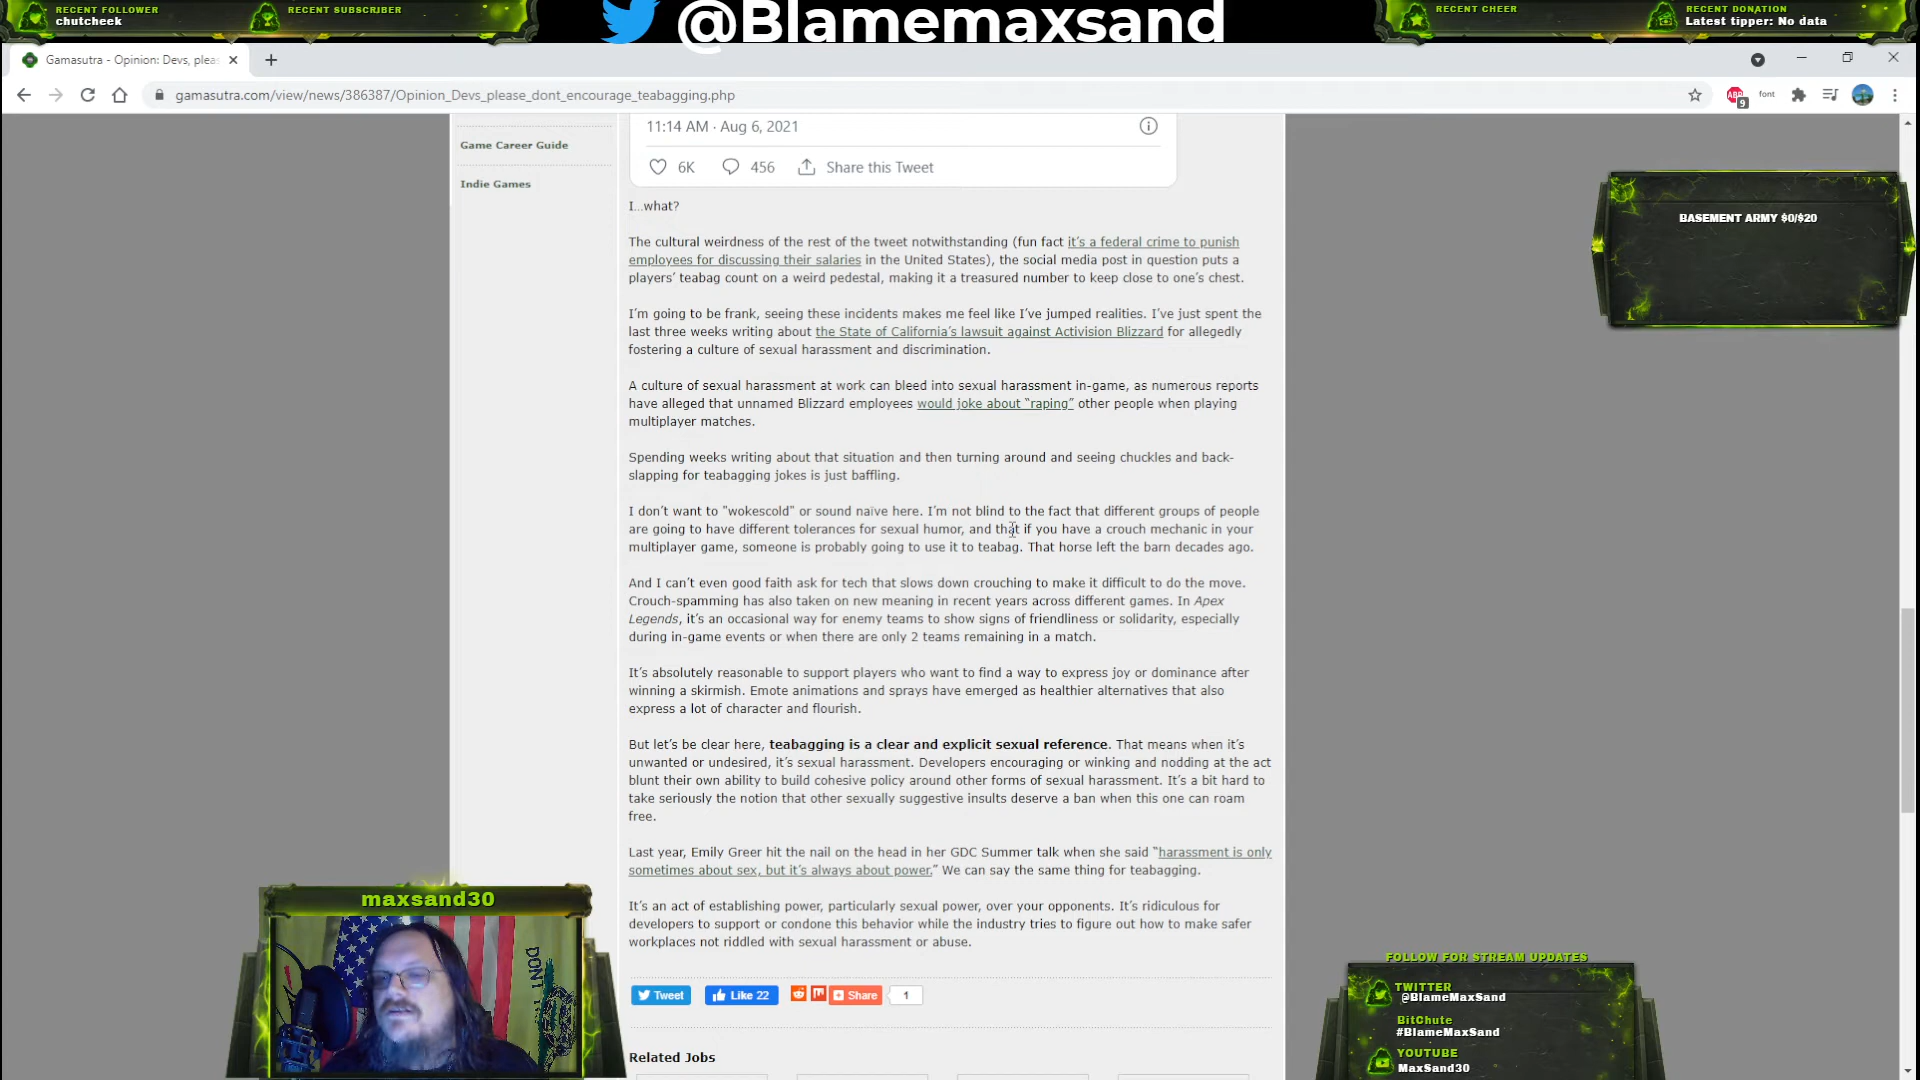 RECENT FOLLOWER
chutcheek
RECENT SUBSCRIBER
@Blamemaxsand
RECENT CHEER
RECENT DONATION
Latest tipper: No data
Gamasutra - Opinion: Devs, plea
gamasutra.com/view/news/386387/Opinion_Devs_please_dont_encourage_teabagging.php
ABP
9
font
Game Career Guide
Indie Games
11:14 AM · Aug 6, 2021
6K
456
Share this Tweet
I…what?
The cultural weirdness of the rest of the tweet notwithstanding (fun fact it's a federal crime to punish
employees for discussing their salaries in the United States), the social media post in question puts a
players' teabag count on a weird pedestal, making it a treasured number to keep close to one's chest.
I'm going to be frank, seeing these incidents makes me feel like I've jumped realities. I've just spent the
last three weeks writing about the State of California's lawsuit against Activision Blizzard for allegedly
fostering a culture of sexual harassment and discrimination.
A culture of sexual harassment at work can bleed into sexual harassment in-game, as numerous reports
have alleged that unnamed Blizzard employees would joke about "raping" other people when playing
multiplayer matches.
Spending weeks writing about that situation and then turning around and seeing chuckles and back-
slapping for teabagging jokes is just baffling.
I don't want to "wokescold" or sound naïve here. I'm not blind to the fact that different groups of people
are going to have different tolerances for sexual humor, and that if you have a crouch mechanic in your
multiplayer game, someone is probably going to use it to teabag. That horse left the barn decades ago.
And I can't even good faith ask for tech that slows down crouching to make it difficult to do the move.
Crouch-spamming has also taken on new meaning in recent years across different games. In Apex
Legends, it's an occasional way for enemy teams to show signs of friendliness or solidarity, especially
during in-game events or when there are only 2 teams remaining in a match.
It's absolutely reasonable to support players who want to find a way to express joy or dominance after
winning a skirmish. Emote animations and sprays have emerged as healthier alternatives that also
express a lot of character and flourish.
But let's be clear here, teabagging is a clear and explicit sexual reference. That means when it's
unwanted or undesired, it's sexual harassment. Developers encouraging or winking and nodding at the act
blunt their own ability to build cohesive policy around other forms of sexual harassment. It's a bit hard to
take seriously the notion that other sexually suggestive insults deserve a ban when this one can roam
free.
Last year, Emily Greer hit the nail on the head in her GDC Summer talk when she said "harassment is only
sometimes about sex, but it's always about power." We can say the same thing for teabagging.
It's an act of establishing power, particularly sexual power, over your opponents. It's ridiculous for
developers to support or condone this behavior while the industry tries to figure out how to make safer
workplaces not riddled with sexual harassment or abuse.
Tweet
Like 22
Share
1
Related Jobs
BASEMENT ARMY $0/$20
maxsand30
DON'T
FOLLOW FOR STREAM UPDATES
TWITTER
@BlameMaxSand
BitChute
#BlameMaxSand
YOUTUBE
MaxSand30